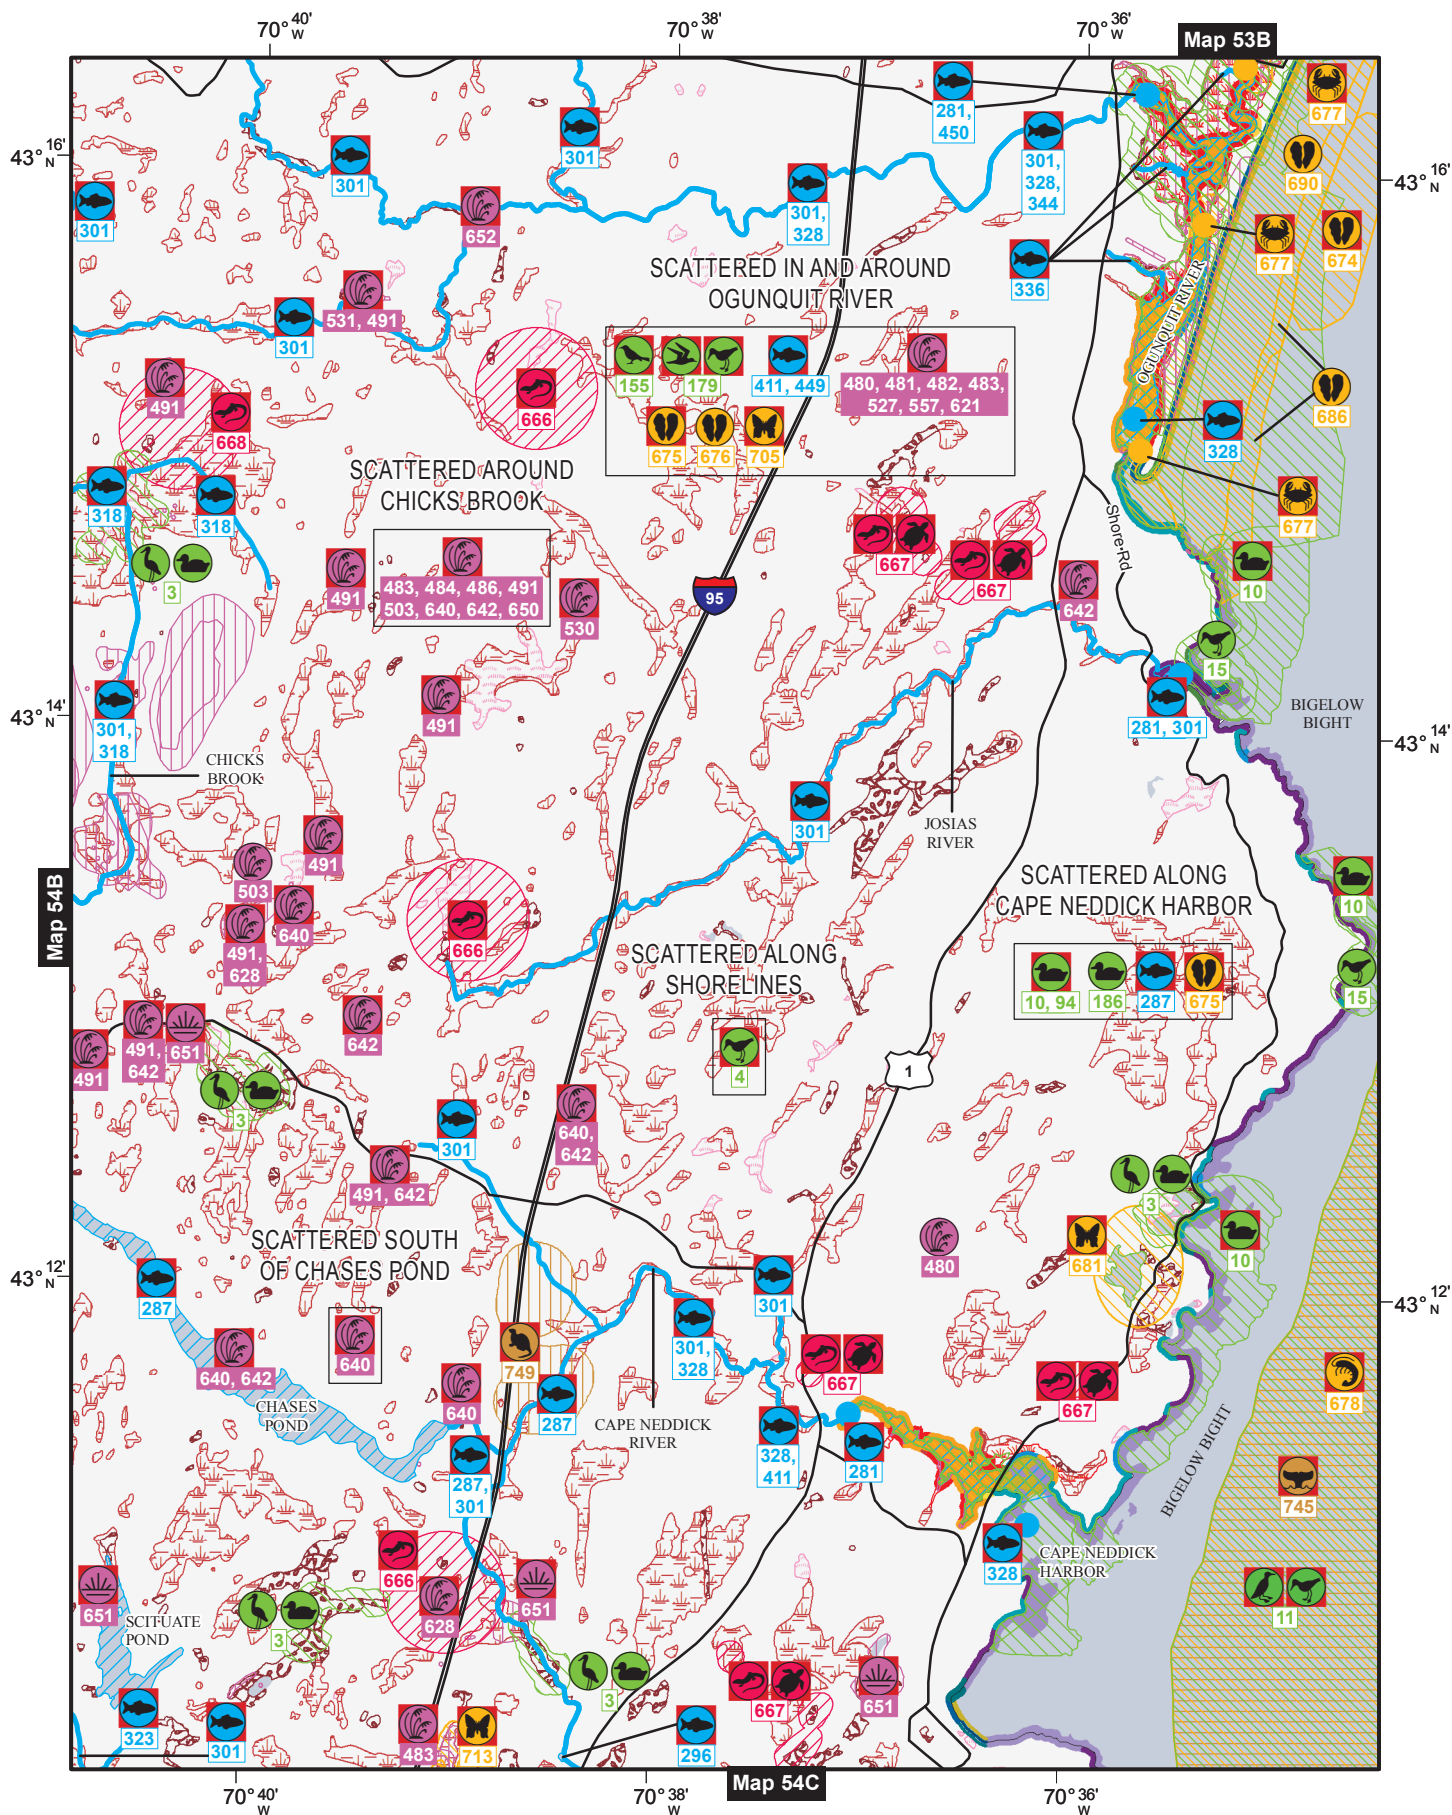 70° 40' W
70° 38' W
70° 36' W
Map 53B
281,
450
677
43° 16' N
301
301
301,
328,
344
690
43° 16' N
301
652
301,
328
677
674
SCATTERED IN AND AROUND
OGUNQUIT RIVER
336
531, 491
301
OGUNQUIT RIVER
155
179
411, 449
480, 481, 482, 483,
527, 557, 621
686
491
666
668
675
676
705
328
SCATTERED AROUND
CHICKS BROOK
318
318
677
Shore Rd
667
667
3
491
483, 484, 486, 491
503, 640, 642, 650
530
95
642
10
15
491
301,
318
281, 301
BIGELOW
BIGHT
43° 14' N
43° 14' N
CHICKS
BROOK
301
JOSIAS
RIVER
491
503
Map 54B
SCATTERED ALONG
CAPE NEDDICK HARBOR
10
640
491,
628
666
SCATTERED ALONG
SHORELINES
10, 94
186
287
675
15
642
491
491,
642
651
4
1
3
301
640,
642
491, 642
3
SCATTERED SOUTH
OF CHASES POND
480
681
10
43° 12' N
287
301
43° 12' N
301,
328
640, 642
640
749
667
667
678
640
287
CHASES
POND
CAPE NEDDICK
RIVER
328,
411
281
287,
301
BIGELOW BIGHT
745
666
328
CAPE NEDDICK
HARBOR
651
628
651
11
SCITUATE
POND
3
3
667
651
323
301
483
713
296
Map 54C
70° 40' W
70° 38' W
70° 36' W